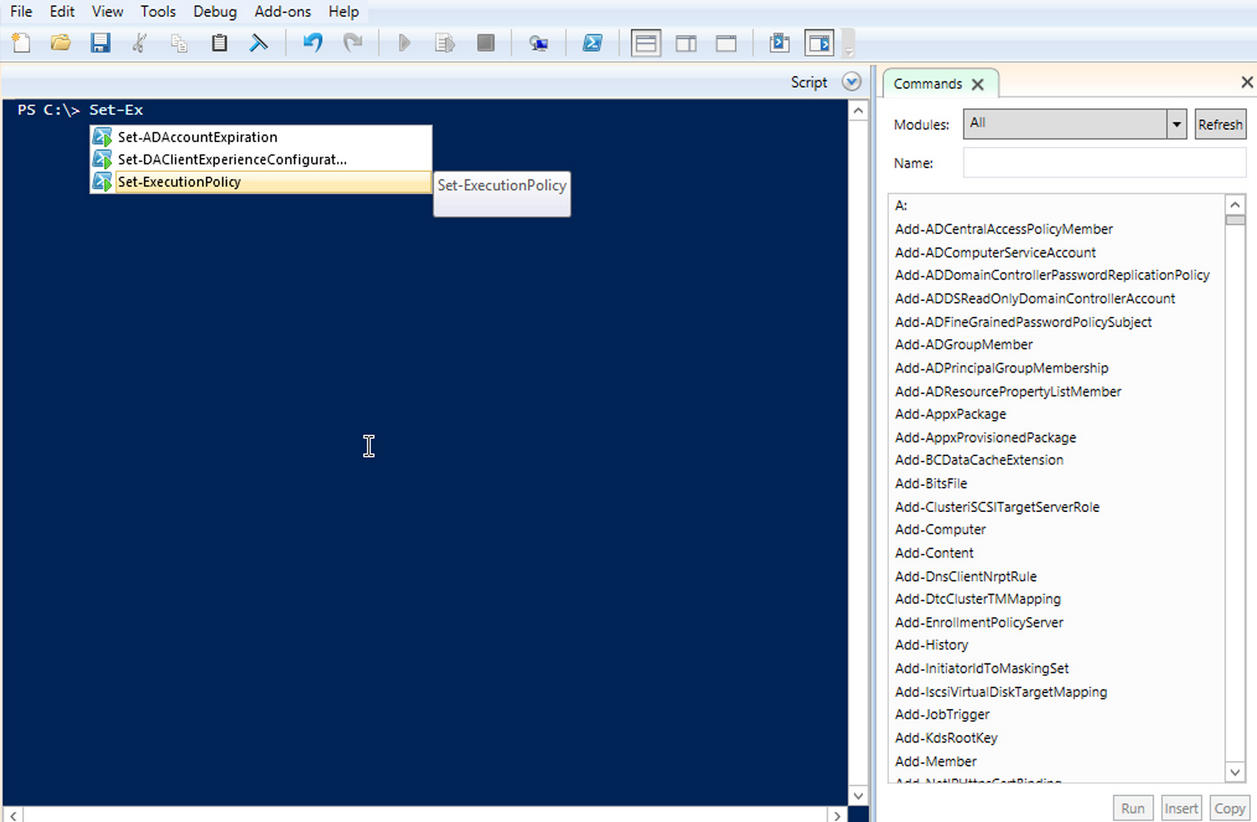 File Edit View Tools Debug Add-ons Help
Script
PS C:\> Set-Ex
Set-ADAccountExpiration
Set-DAClientExperienceConfigurat...
Set-ExecutionPolicy
Set-ExecutionPolicy
Commands
Modules: All Refresh
Name:
A:
Add-ADCentralAccessPolicyMember
Add-ADComputerServiceAccount
Add-ADDomainControllerPasswordReplicationPolicy
Add-ADDSReadOnlyDomainControllerAccount
Add-ADFineGrainedPasswordPolicySubject
Add-ADGroupMember
Add-ADPrincipalGroupMembership
Add-ADResourcePropertyListMember
Add-AppxPackage
Add-AppxProvisionedPackage
Add-BCDataCacheExtension
Add-BitsFile
Add-ClusteriSCSITargetServerRole
Add-Computer
Add-Content
Add-DnsClientNrptRule
Add-DtcClusterTMMapping
Add-EnrollmentPolicyServer
Add-History
Add-InitiatorIdToMaskingSet
Add-IscsiVirtualDiskTargetMapping
Add-JobTrigger
Add-KdsRootKey
Add-Member
Add-NetIPHttpsCertBinding
Run Insert Copy